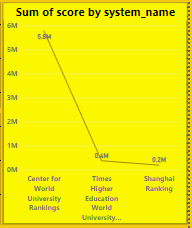 Sum of score by system_name
6M
5.8M
5M
4M
3M
2M
1M
0.4M
0.2M
0M
Center for
World
University
Rankings
Times
Higher
Education
World
University...
Shanghai
Ranking